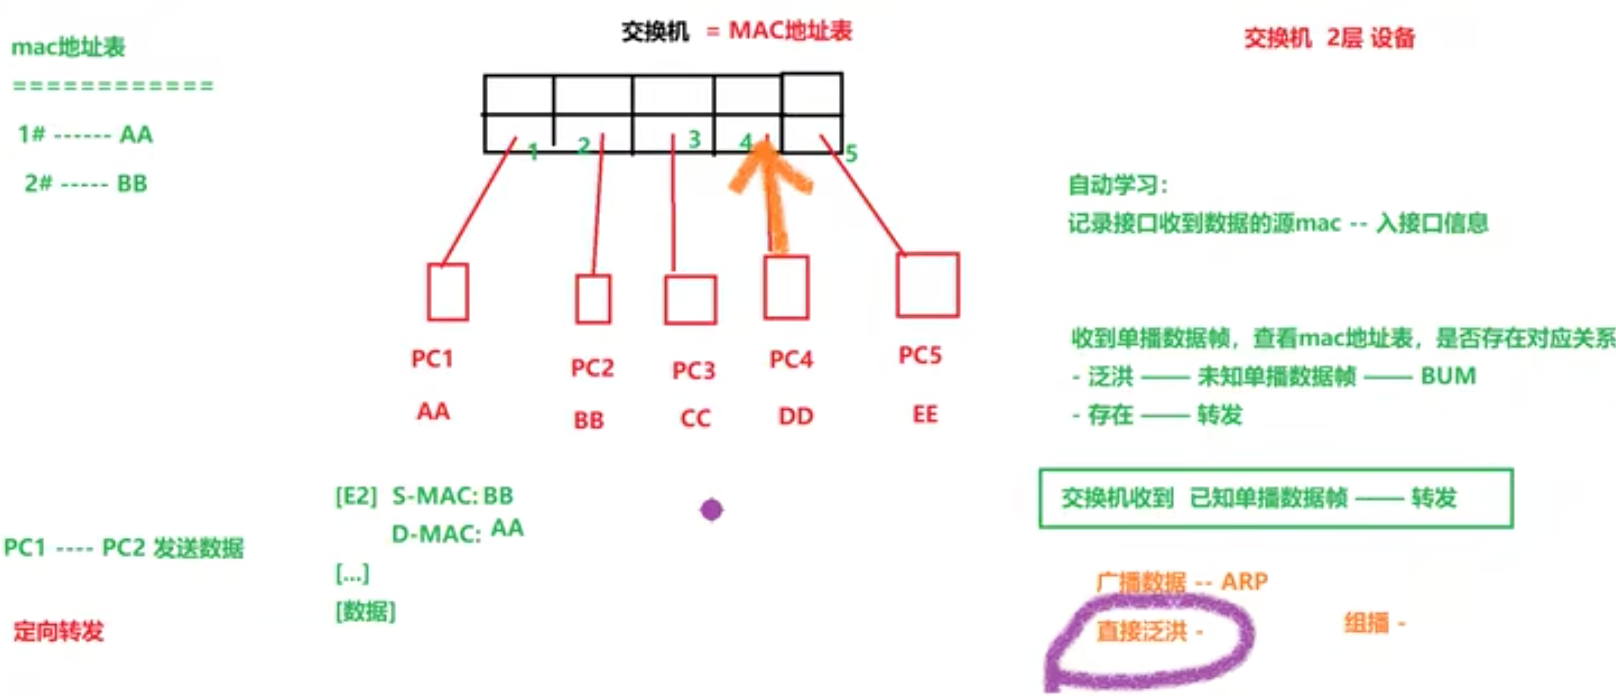 交换机 = MAC地址表
交换机 2层 设备
mac地址表
============
1# ------ AA
2# ----- BB
1 2 3 4 5
PC1 PC2 PC3 PC4 PC5
AA BB CC DD EE
自动学习:
记录接口收到数据的源mac -- 入接口信息
收到单播数据帧，查看mac地址表，是否存在对应关系
- 泛洪 —— 未知单播数据帧 —— BUM
- 存在 —— 转发
交换机收到 已知单播数据帧 —— 转发
[E2] S-MAC: BB
D-MAC: AA
[...]
[数据]
PC1 ---- PC2 发送数据
定向转发
广播数据 -- ARP
直接泛洪 -
组播 -